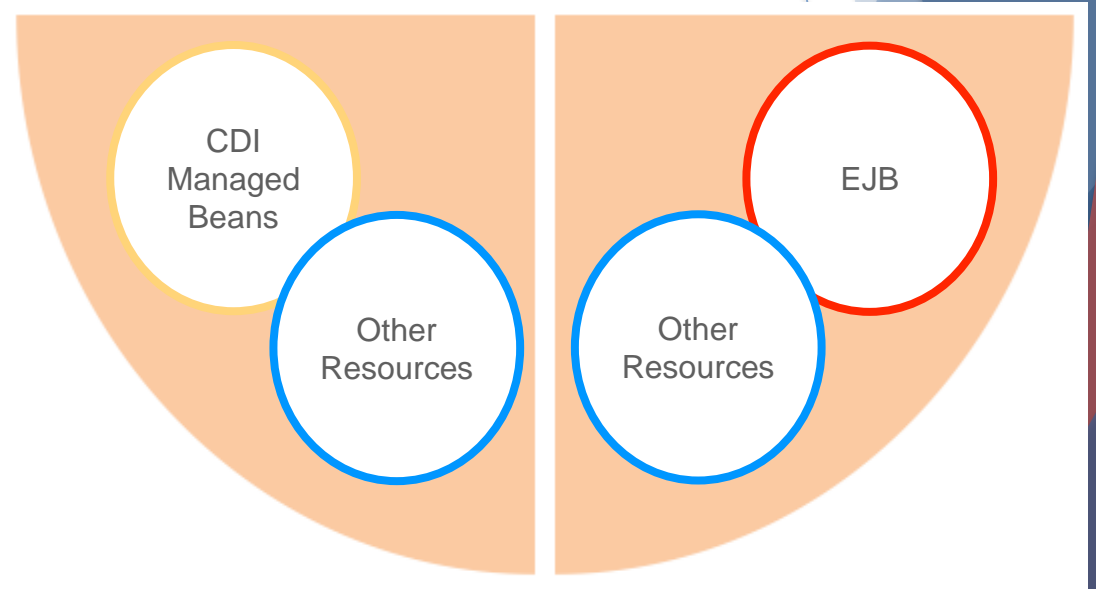 CDI
Managed
Beans
Other
Resources
EJB
Other
Resources